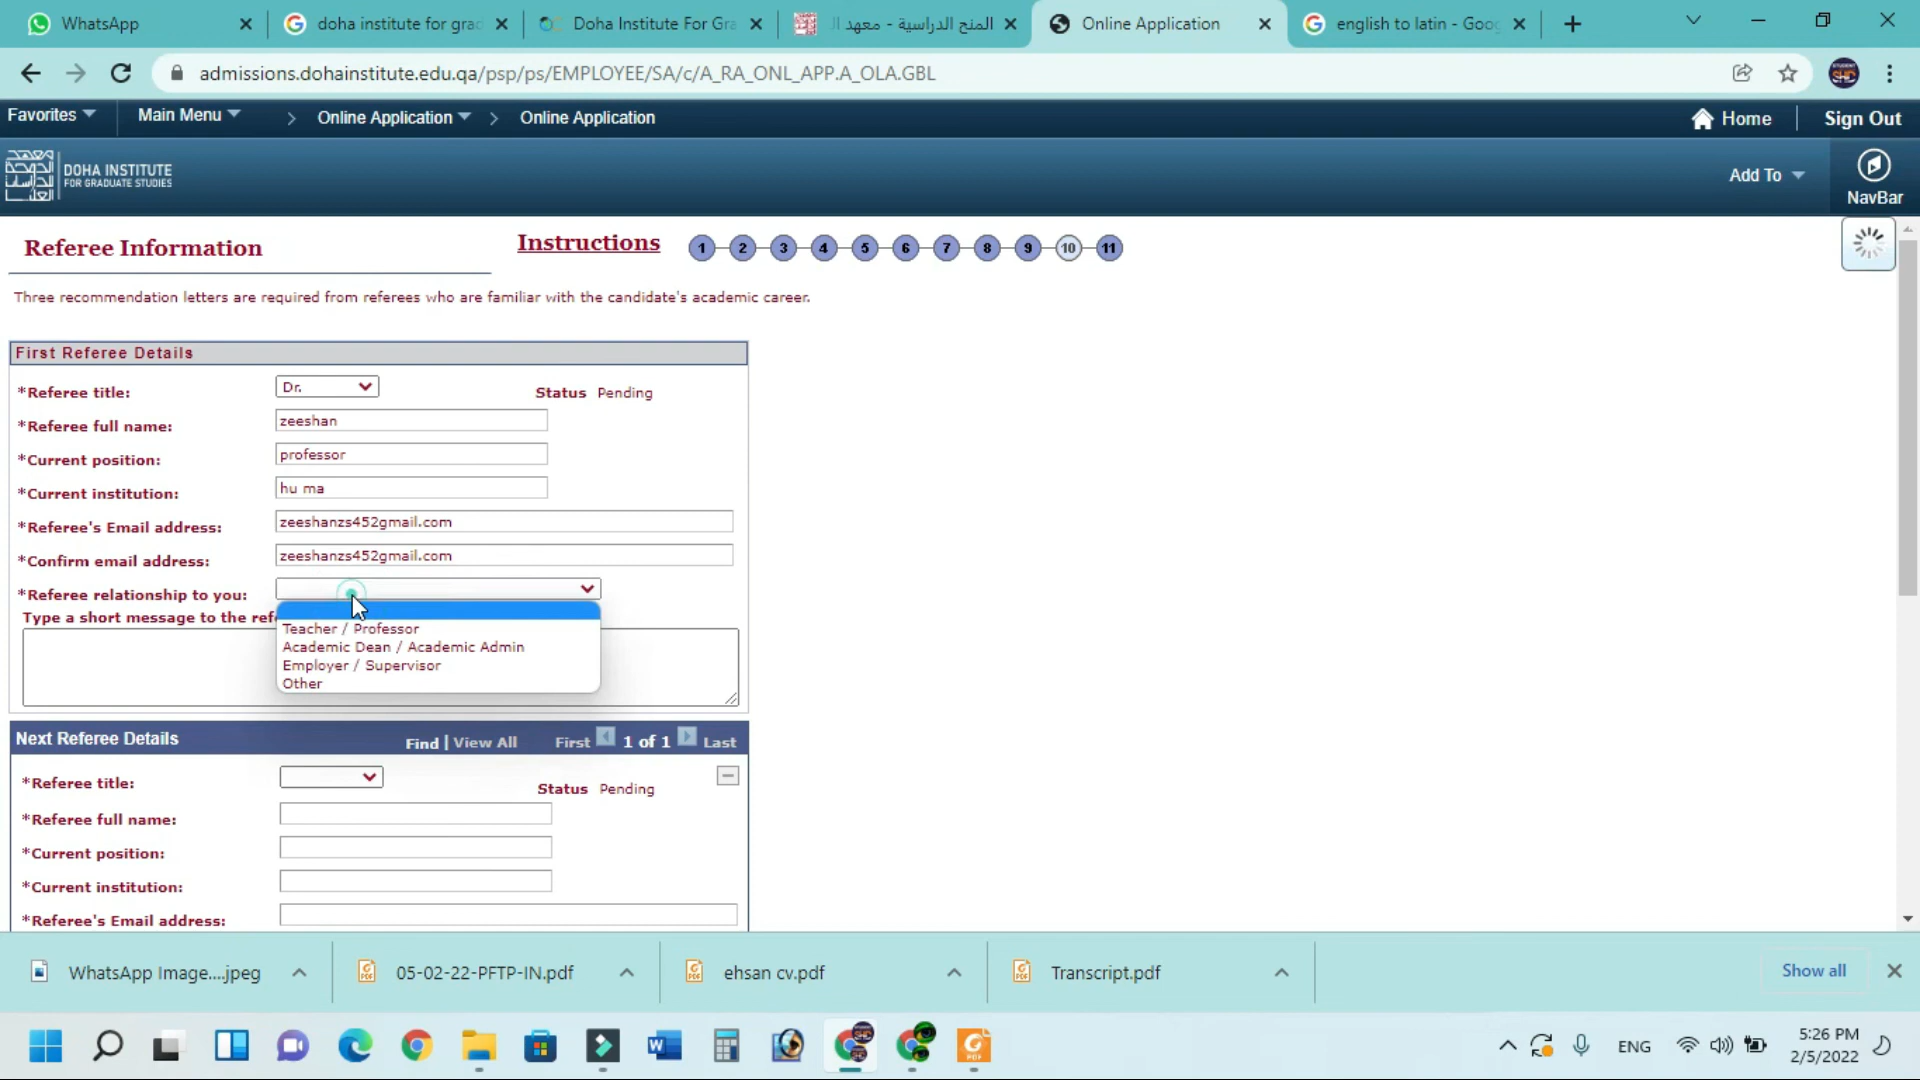 WhatsApp
doha institute for grad
Doha Institute For Gra
المنح الدراسية - معهد ال
Online Application
english to latin - Goog
admissions.dohainstitute.edu.qa/psp/ps/EMPLOYEE/SA/c/A_RA_ONL_APP.A_OLA.GBL
Favorites
Main Menu
> Online Application > Online Application
Home
Sign Out
DOHA INSTITUTE
FOR GRADUATE STUDIES
Add To
NavBar
Referee Information
Instructions
1 2 3 4 5 6 7 8 9 10 11
Three recommendation letters are required from referees who are familiar with the candidate's academic career.
First Referee Details
*Referee title: Dr. Status Pending
*Referee full name: zeeshan
*Current position: professor
*Current institution: hu ma
*Referee's Email address: zeeshanzs452gmail.com
*Confirm email address: zeeshanzs452gmail.com
*Referee relationship to you:
Type a short message to the ref
Teacher / Professor
Academic Dean / Academic Admin
Employer / Supervisor
Other
Next Referee Details Find | View All First 1 of 1 Last
*Referee title: Status Pending
*Referee full name:
*Current position:
*Current institution:
*Referee's Email address:
WhatsApp Image....jpeg
05-02-22-PFTP-IN.pdf
ehsan cv.pdf
Transcript.pdf
Show all
ENG
5:26 PM
2/5/2022